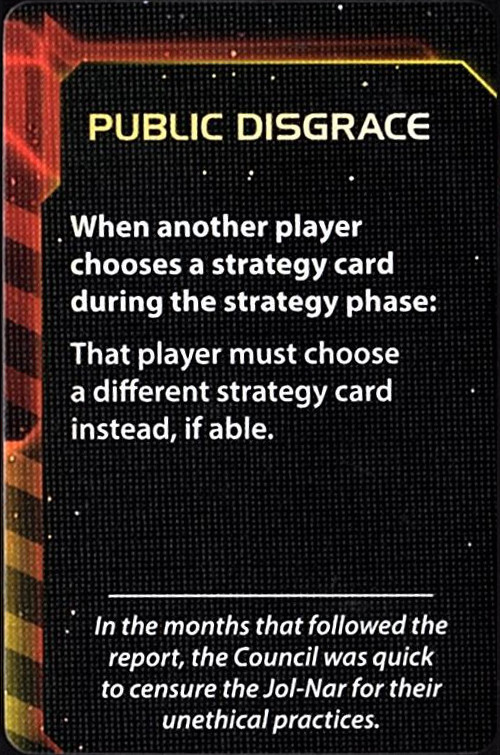 PUBLIC DISGRACE
When another player
chooses a strategy card
during the strategy phase:
That player must choose
a different strategy card
instead, if able.
In the months that followed the
report, the Council was quick
to censure the Jol-Nar for their
unethical practices.